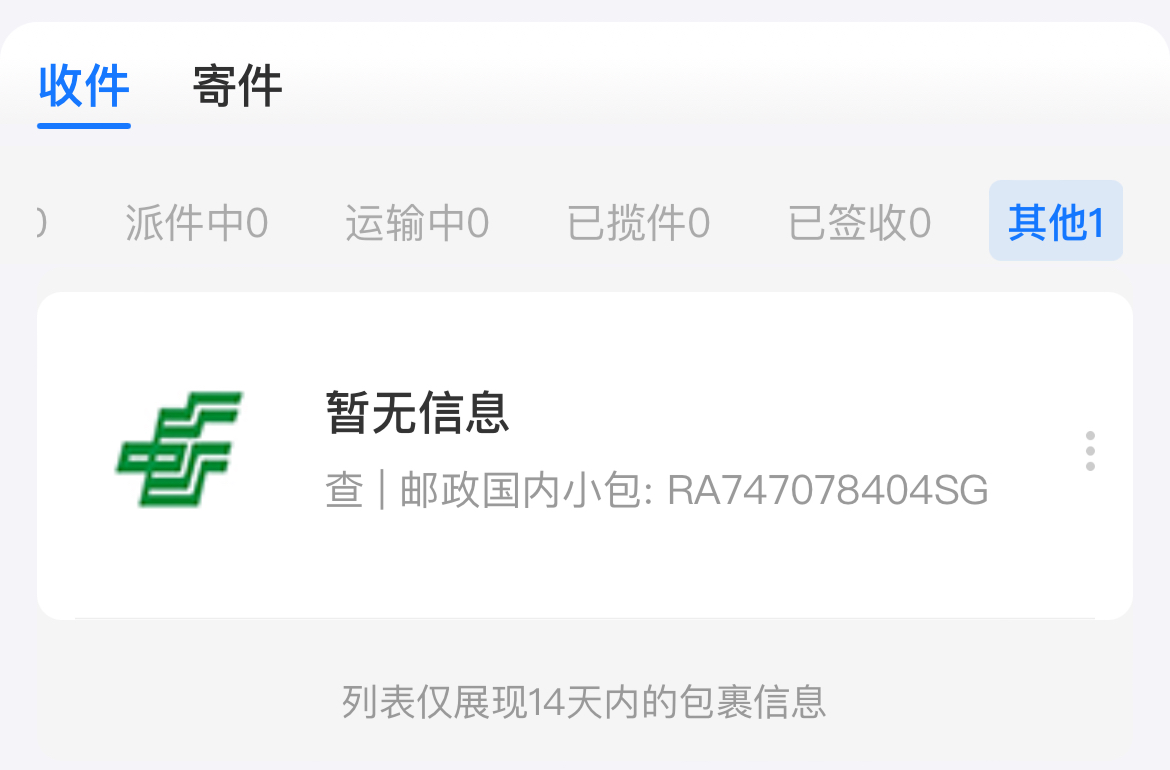 收件 寄件
0 派件中0 运输中0 已揽件0 已签收0 其他1
暂无信息
查 | 邮政国内小包: RA747078404SG
列表仅展现14天内的包裹信息